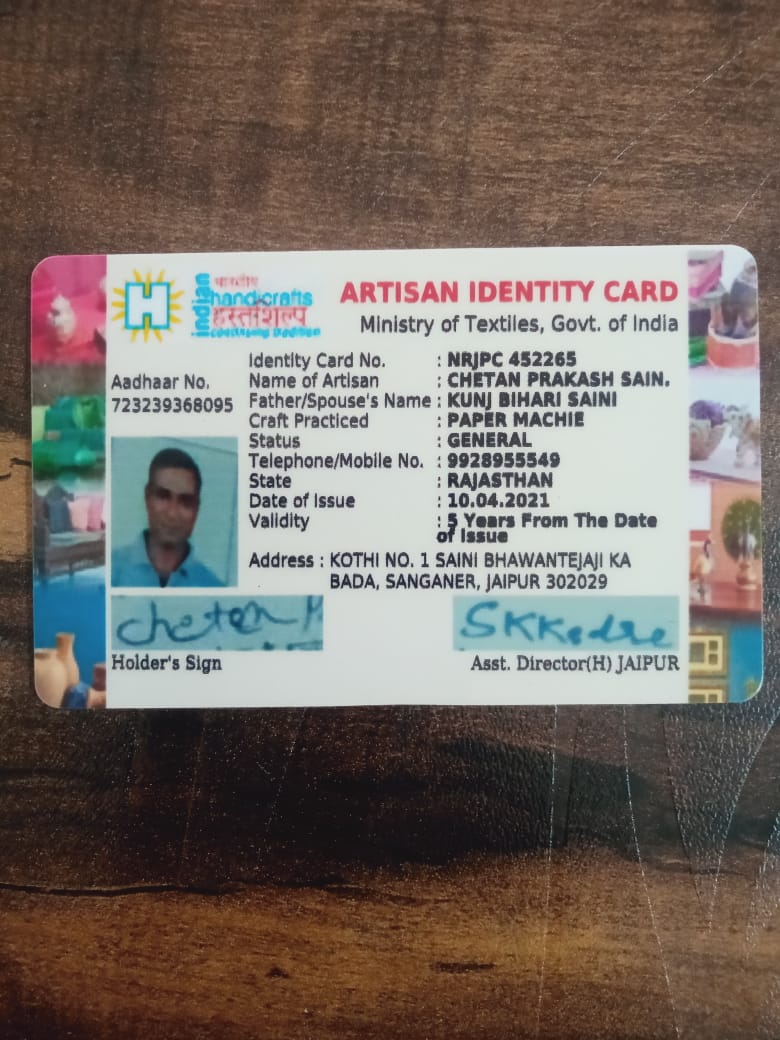 भारतीय
indian
handicrafts
हस्तशिल्प
ARTISAN IDENTITY CARD
Ministry of Textiles, Govt. of India
Identity Card No. : NRJPC 452265
Aadhaar No.
723239368095
Name of Artisan : CHETAN PRAKASH SAIN.
Father/Spouse's Name : KUNJ BIHARI SAINI
Craft Practiced : PAPER MACHIE
Status : GENERAL
Telephone/Mobile No. : 9928955549
State : RAJASTHAN
Date of Issue : 10.04.2021
Validity : 5 Years From The Date
of Issue
Address : KOTHI NO. 1 SAINI BHAWANTEJAJI KA
BADA, SANGANER, JAIPUR 302029
chetan P
SKKedre
Holder's Sign
Asst. Director(H) JAIPUR